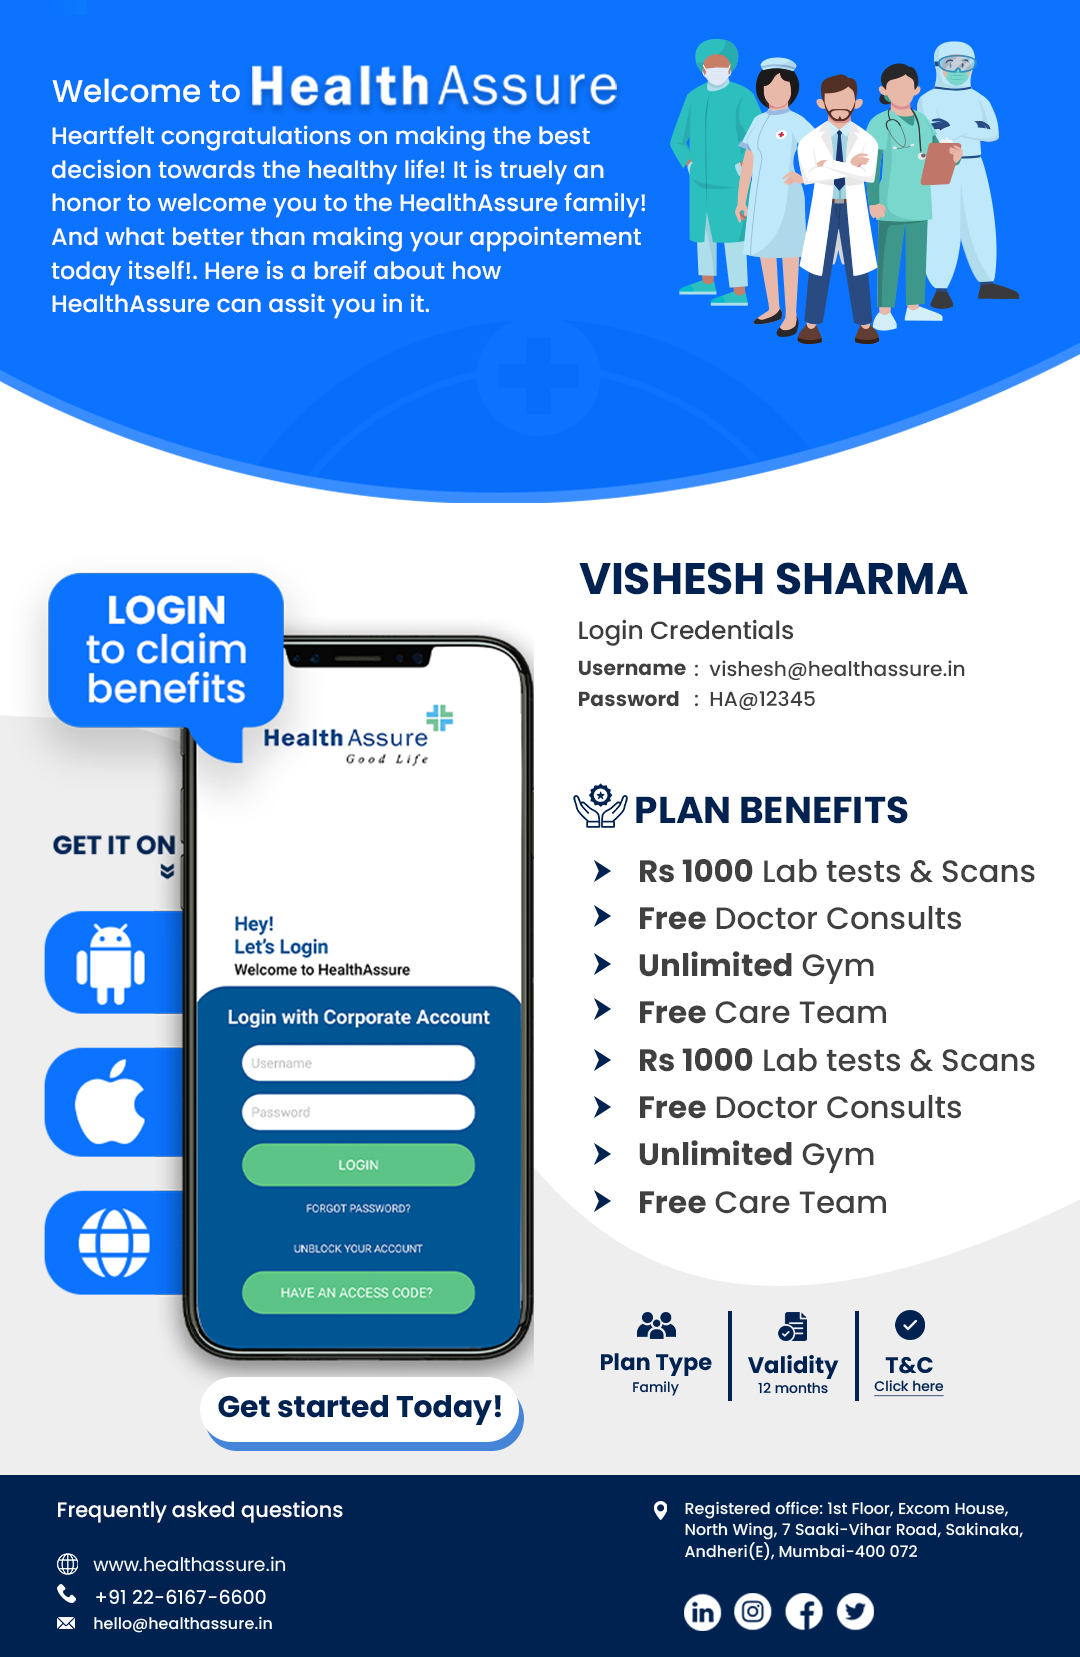 Welcome to HealthAssure
Heartfelt congratulations on making the best
decision towards the healthy life! It is truely an
honor to welcome you to the HealthAssure family!
And what better than making your appointement
today itself!. Here is a breif about how
HealthAssure can assit you in it.
LOGIN
to claim
benefits
HealthAssure
Good Life
GET IT ON
Hey!
Let's Login
Welcome to HealthAssure
Login with Corporate Account
Username
Password
LOGIN
FORGOT PASSWORD?
UNBLOCK YOUR ACCOUNT
HAVE AN ACCESS CODE?
Get started Today!
VISHESH SHARMA
Login Credentials
Username : vishesh@healthassure.in
Password : HA@12345
PLAN BENEFITS
Rs 1000 Lab tests & Scans
Free Doctor Consults
Unlimited Gym
Free Care Team
Rs 1000 Lab tests & Scans
Free Doctor Consults
Unlimited Gym
Free Care Team
Plan Type
Family
Validity
12 months
T&C
Click here
Frequently asked questions
www.healthassure.in
+91 22-6167-6600
hello@healthassure.in
Registered office: 1st Floor, Excom House,
North Wing, 7 Saaki-Vihar Road, Sakinaka,
Andheri(E), Mumbai-400 072
in